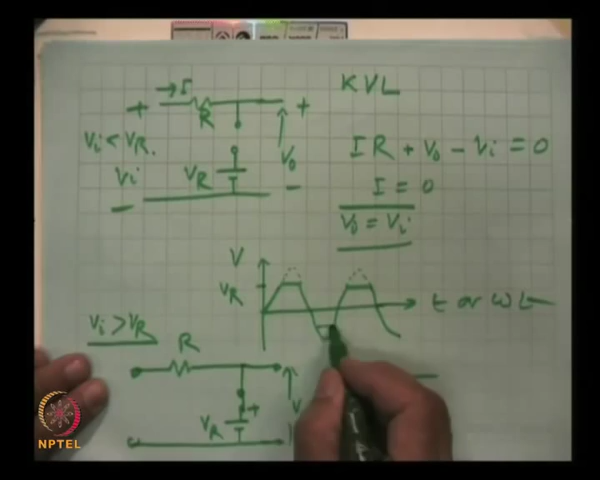 KVL
→ I
+ R +
Vi < VR.
Vi VR V0
- -
IR + V0 - Vi = 0
I = 0
V0 = Vi
V
VR
t or ωt
Vi > VR
R
VR +
V
NPTEL